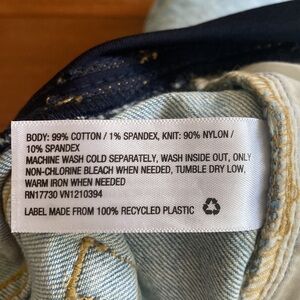 BODY: 99% COTTON / 1% SPANDEX, KNIT: 90% NYLON /
10% SPANDEX
MACHINE WASH COLD SEPARATELY, WASH INSIDE OUT, ONLY
NON-CHLORINE BLEACH WHEN NEEDED, TUMBLE DRY LOW,
WARM IRON WHEN NEEDED
RN17730 VN1210394
LABEL MADE FROM 100% RECYCLED PLASTIC